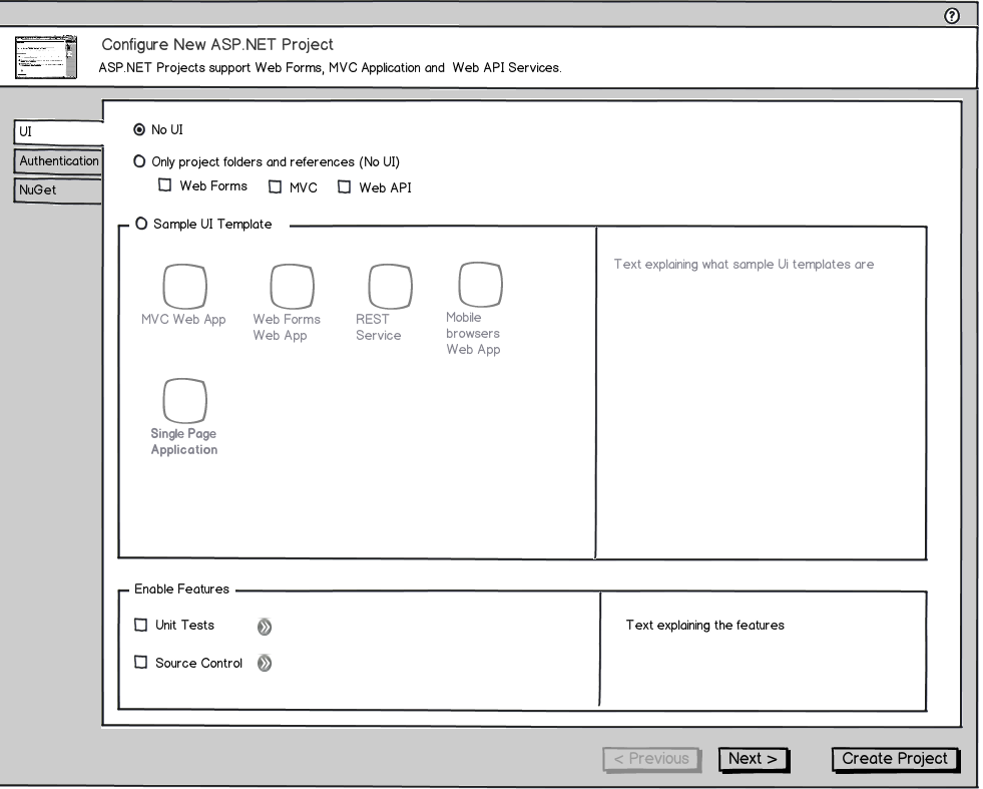 ?
Configure New ASP.NET Project
ASP.NET Projects support Web Forms, MVC Application and Web API Services.
UI
Authentication
NuGet
No UI
Only project folders and references (No UI)
Web Forms MVC Web API
Sample UI Template
MVC Web App
Web Forms
Web App
REST
Service
Mobile
browsers
Web App
Single Page
Application
Text explaining what sample Ui templates are
Enable Features
Unit Tests
Source Control
Text explaining the features
< Previous
Next >
Create Project